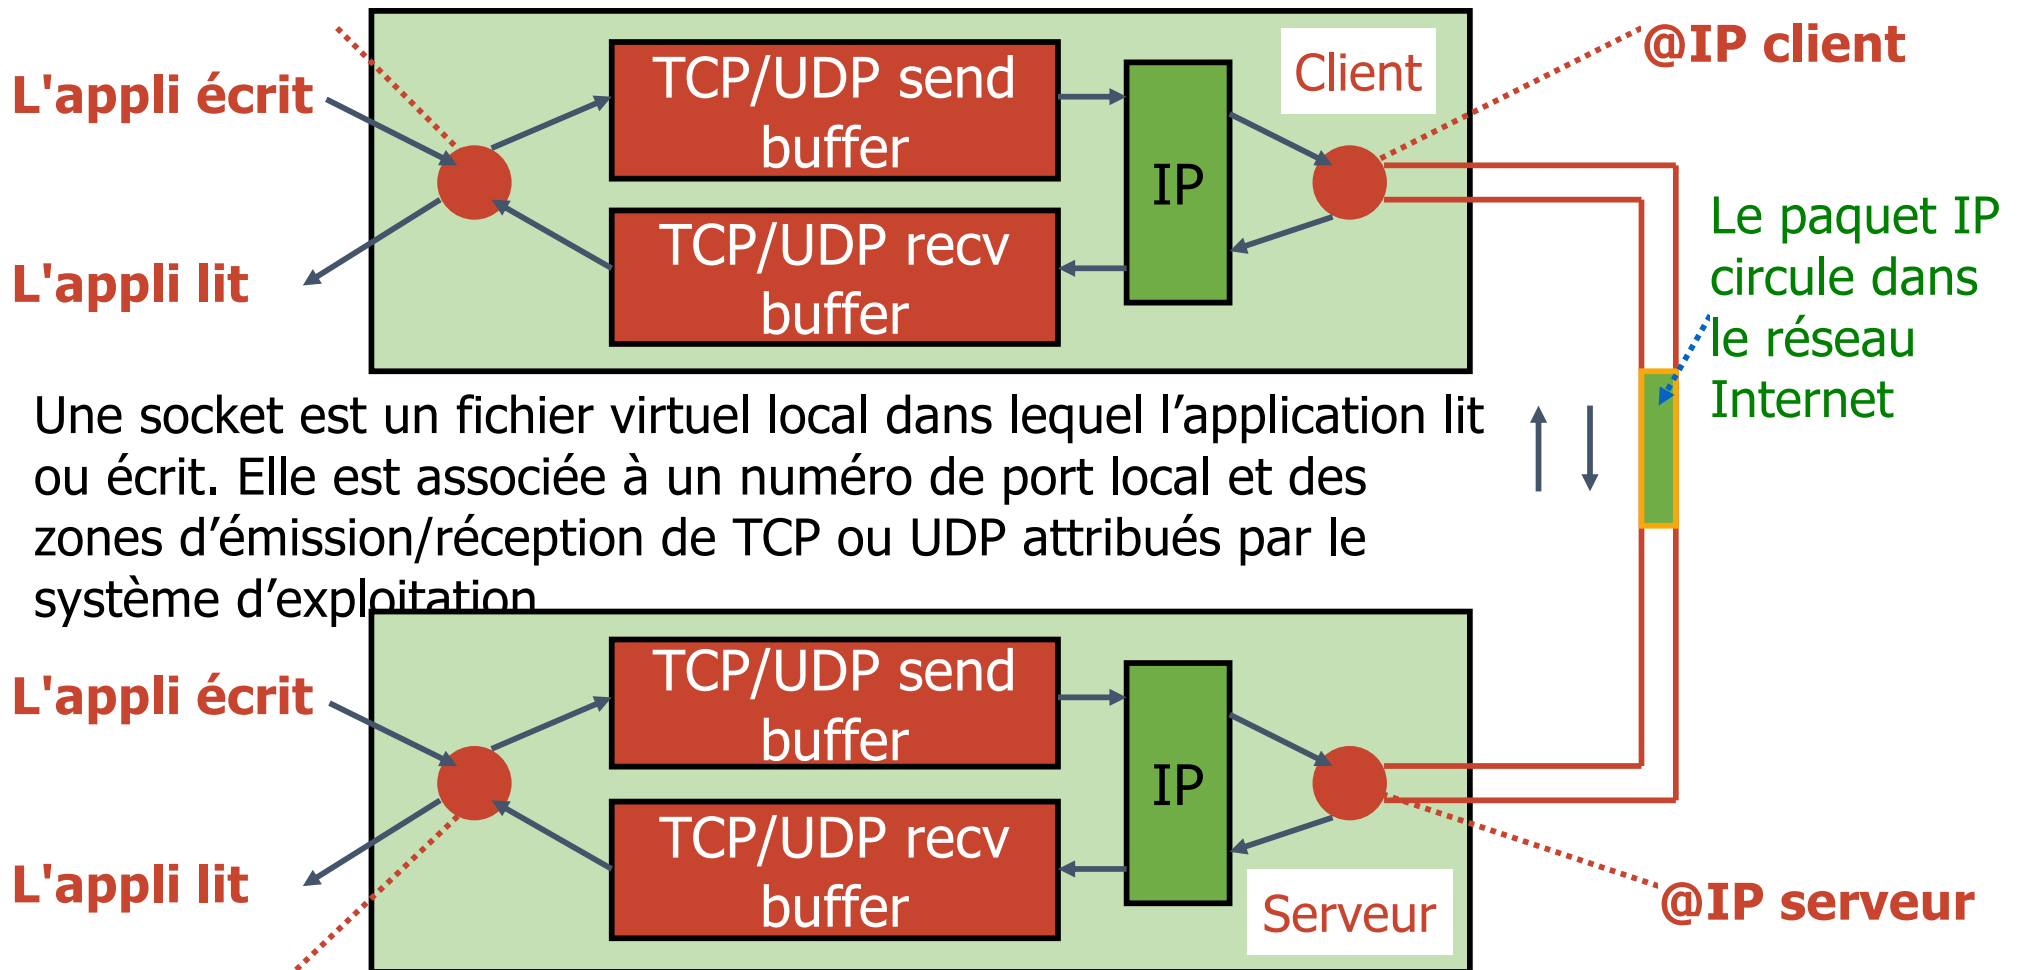 L'appli écrit
TCP/UDP send
buffer
Client
@IP client
IP
L'appli lit
TCP/UDP recv
buffer
Le paquet IP
circule dans
le réseau
Internet
Une socket est un fichier virtuel local dans lequel l’application lit
ou écrit. Elle est associée à un numéro de port local et des
zones d’émission/réception de TCP ou UDP attribués par le
système d’exploitation
L'appli écrit
TCP/UDP send
buffer
IP
L'appli lit
TCP/UDP recv
buffer
Serveur
@IP serveur